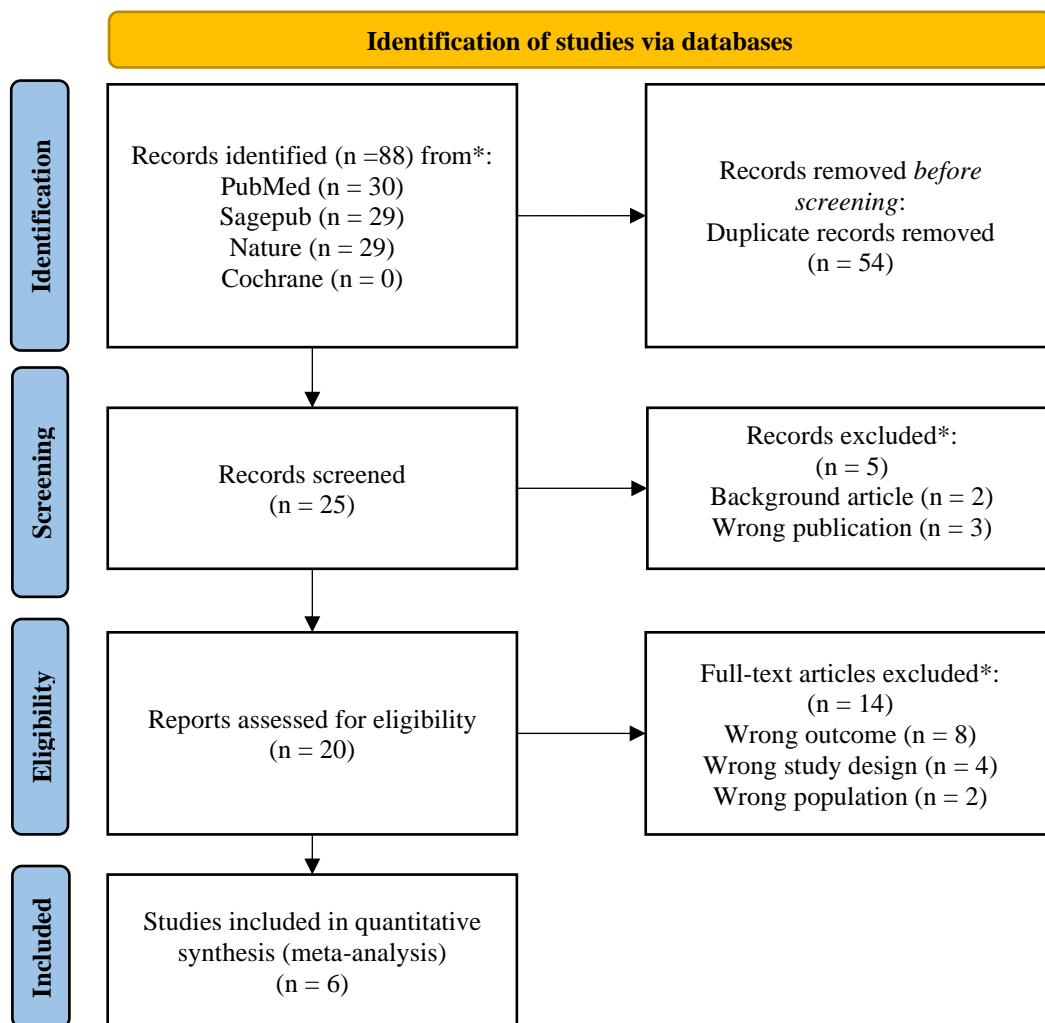 Identification of studies via databases
Identification
Records identified (n =88) from*:
PubMed (n = 30)
Sagepub (n = 29)
Nature (n = 29)
Cochrane (n = 0)
Records removed before
screening:
Duplicate records removed
(n = 54)
Screening
Records screened
(n = 25)
Records excluded*:
(n = 5)
Background article (n = 2)
Wrong publication (n = 3)
Eligibility
Reports assessed for eligibility
(n = 20)
Full-text articles excluded*:
(n = 14)
Wrong outcome (n = 8)
Wrong study design (n = 4)
Wrong population (n = 2)
Included
Studies included in quantitative
synthesis (meta-analysis)
(n = 6)